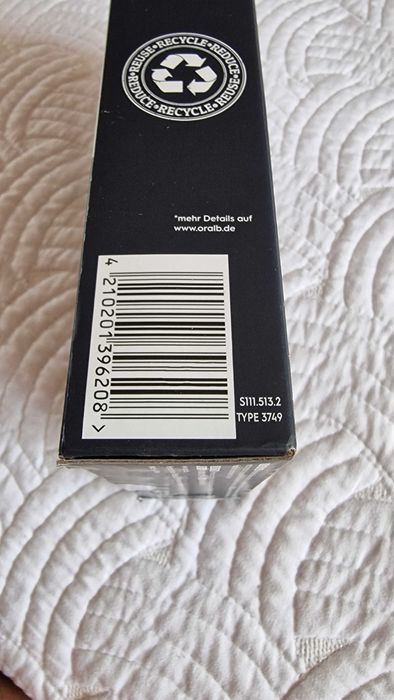 REUSE•RECYCLE•REDUCE
•REDUCE•RECYCLE•REUSE•
*mehr Details auf
www.oralb.de
4 210201 396208 >
S111.513.2
TYPE 3749